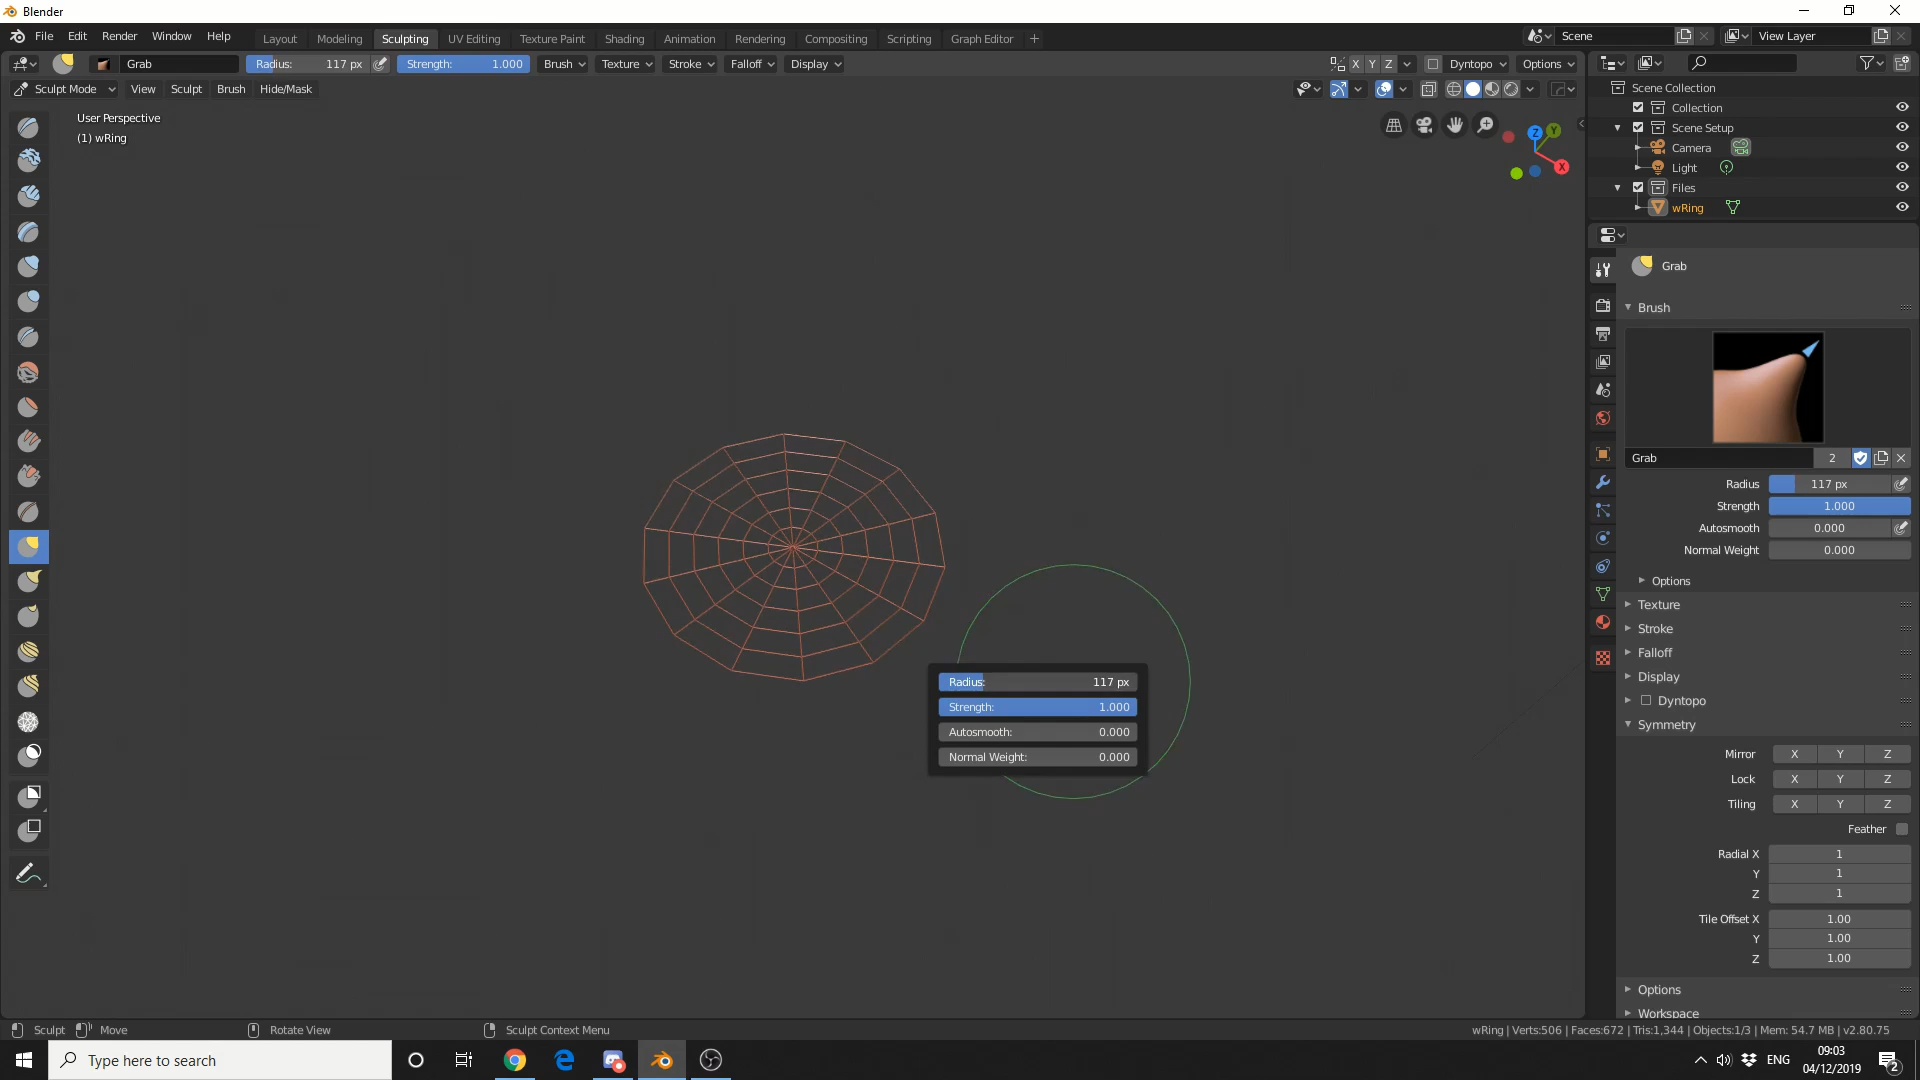 Blender
File Edit Render Window Help
Layout Modeling Sculpting UV Editing Texture Paint Shading Animation Rendering Compositing Scripting Graph Editor +
Scene View Layer
Grab Radius: 117 px Strength: 1.000 Brush Texture Stroke Falloff Display X Y Z Dyntopo Options
Sculpt Mode View Sculpt Brush Hide/Mask
User Perspective
(1) wRing
Z Y
X
Scene Collection
Collection
Scene Setup
Camera
Light
Files
wRing
Grab
Brush
Grab 2
Radius 117 px
Strength 1.000
Autosmooth 0.000
Normal Weight 0.000
Options
Texture
Stroke
Falloff
Display
Dyntopo
Symmetry
Mirror X Y Z
Lock X Y Z
Tiling X Y Z
Feather
Radial X 1
Y 1
Z 1
Tile Offset X 1.00
Y 1.00
Z 1.00
Options
Workspace
Radius: 117 px
Strength: 1.000
Autosmooth: 0.000
Normal Weight: 0.000
Sculpt Move Rotate View Sculpt Context Menu
wRing | Verts:506 | Faces:672 | Tris:1,344 | Objects:1/3 | Mem: 54.7 MB | v2.80.75
Type here to search
ENG
09:03
04/12/2019
2